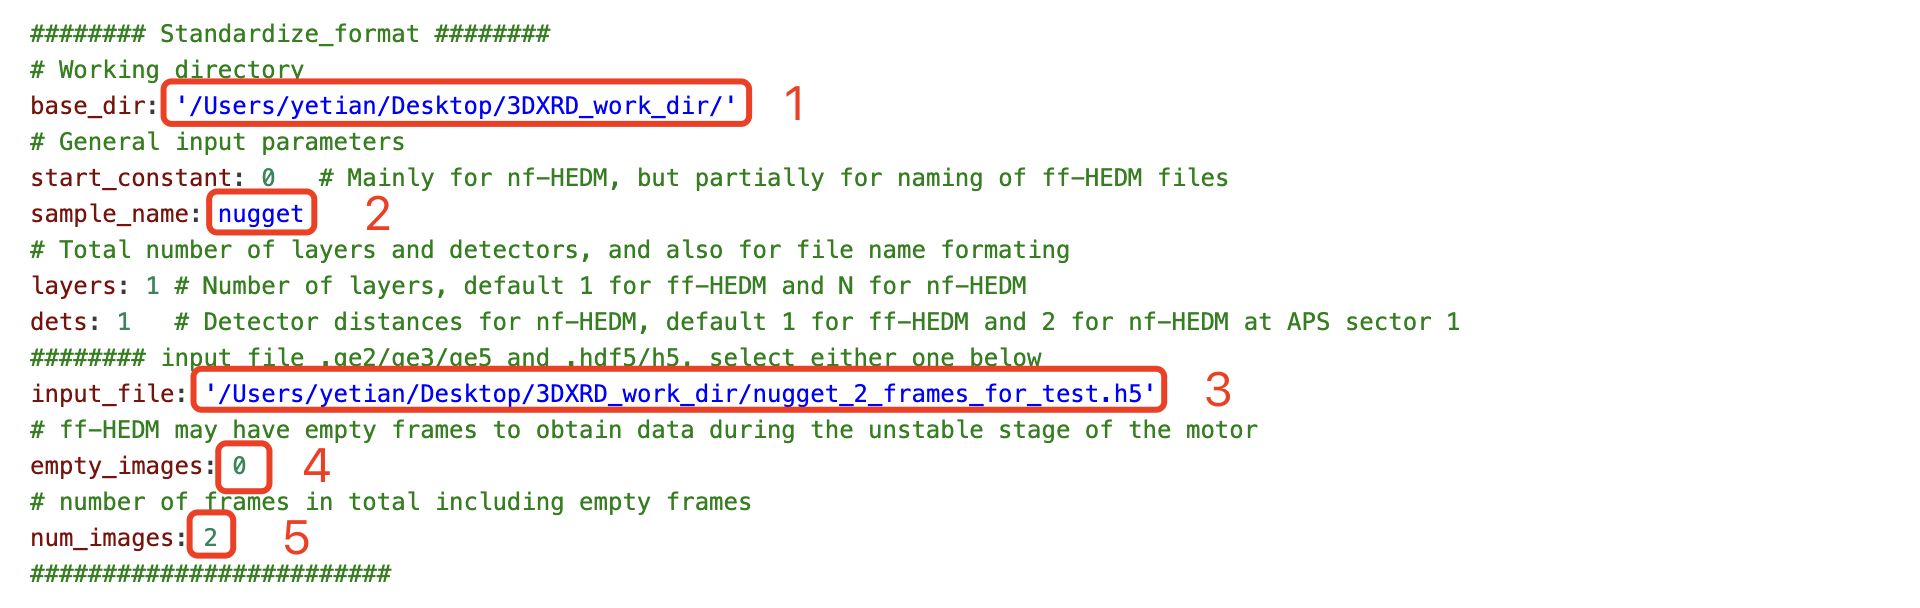 ######## Standardize_format ########
# Working directory
base_dir: '/Users/yetian/Desktop/3DXRD_work_dir/' 1
# General input parameters
start_constant: 0   # Mainly for nf-HEDM, but partially for naming of ff-HEDM files
sample_name: nugget 2
# Total number of layers and detectors, and also for file name formating
layers: 1 # Number of layers, default 1 for ff-HEDM and N for nf-HEDM
dets: 1   # Detector distances for nf-HEDM, default 1 for ff-HEDM and 2 for nf-HEDM at APS sector 1
######## input file .ge2/ge3/ge5 and .hdf5/h5, select either one below
input_file: '/Users/yetian/Desktop/3DXRD_work_dir/nugget_2_frames_for_test.h5' 3
# ff-HEDM may have empty frames to obtain data during the unstable stage of the motor
empty_images: 0 4
# number of frames in total including empty frames
num_images: 2 5
#########################